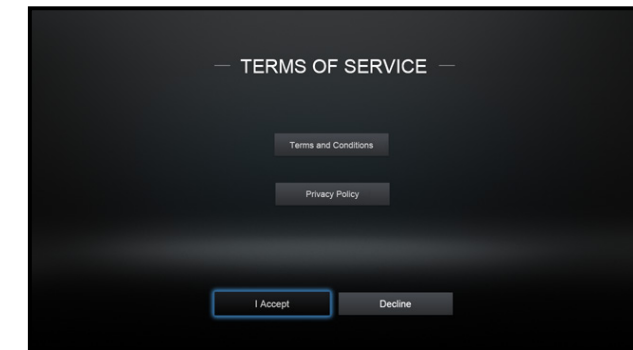 TERMS OF SERVICE
Terms and Conditions
Privacy Policy
I Accept Decline